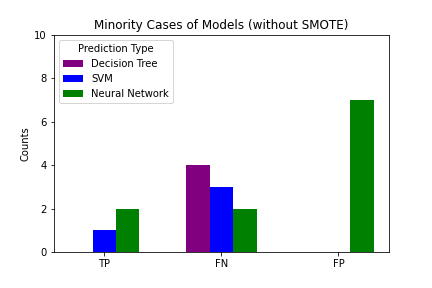 Minority Cases of Models (without SMOTE)
Prediction Type
Decision Tree
SVM
Neural Network
Counts
10
8
6
4
2
0
TP FN FP